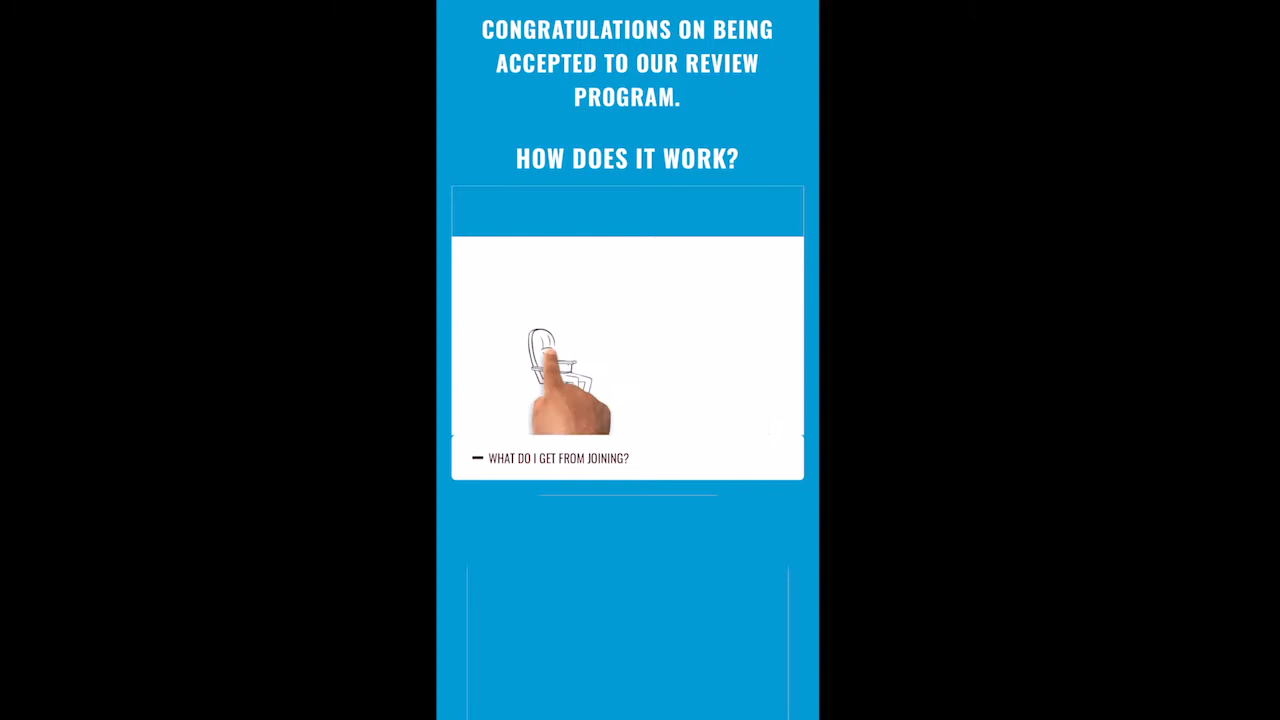 CONGRATULATIONS ON BEING
ACCEPTED TO OUR REVIEW
PROGRAM.
HOW DOES IT WORK?
WHAT DO I GET FROM JOINING?